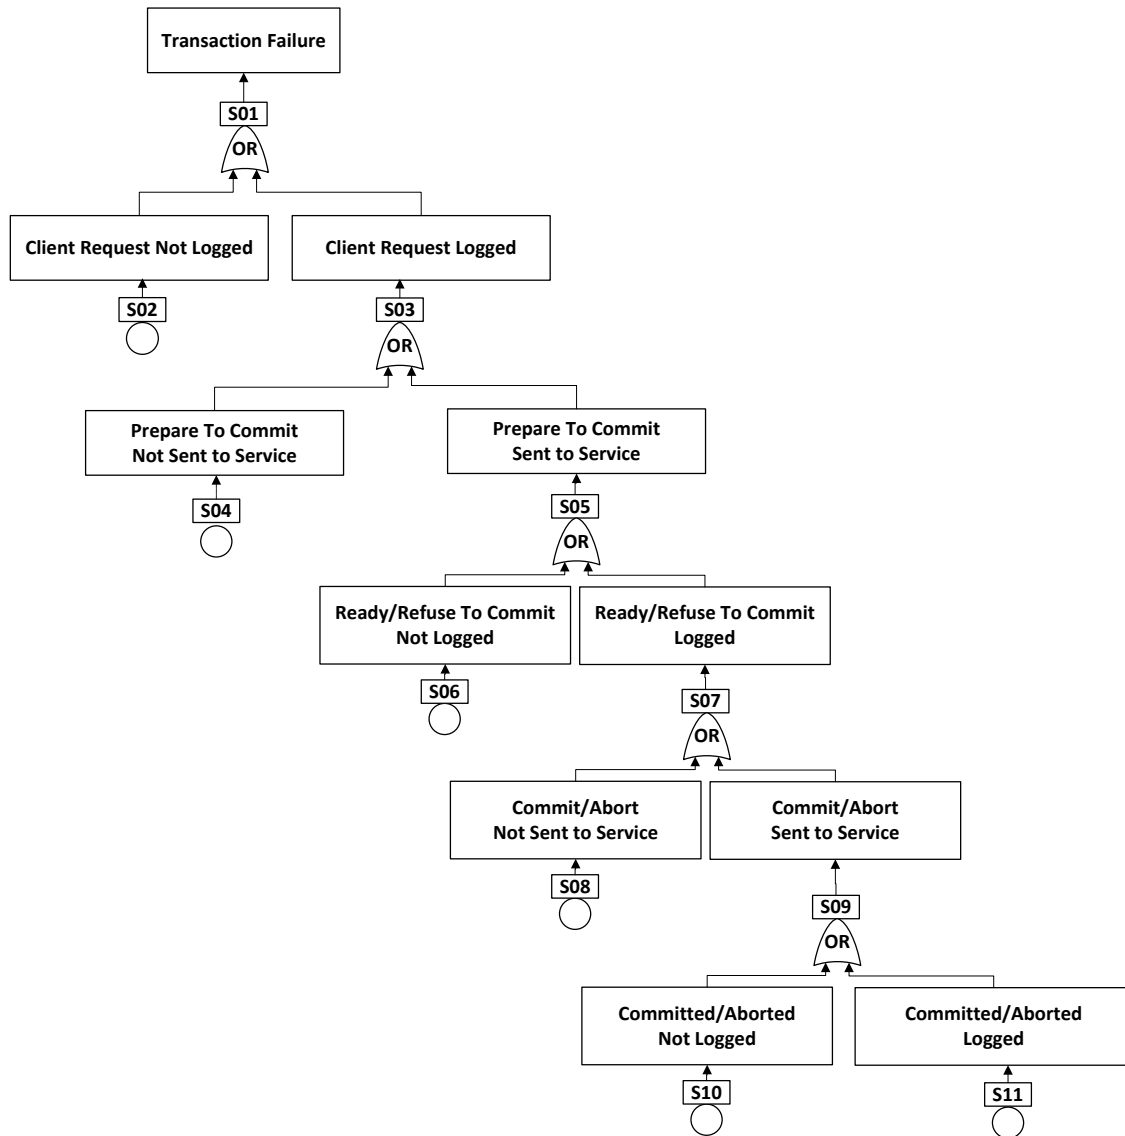 Transaction Failure
S01
OR
Client Request Not Logged
Client Request Logged
S02
S03
OR
Prepare To Commit
Not Sent to Service
Prepare To Commit
Sent to Service
S04
S05
OR
Ready/Refuse To Commit
Not Logged
Ready/Refuse To Commit
Logged
S06
S07
OR
Commit/Abort
Not Sent to Service
Commit/Abort
Sent to Service
S08
S09
OR
Committed/Aborted
Not Logged
Committed/Aborted
Logged
S10
S11